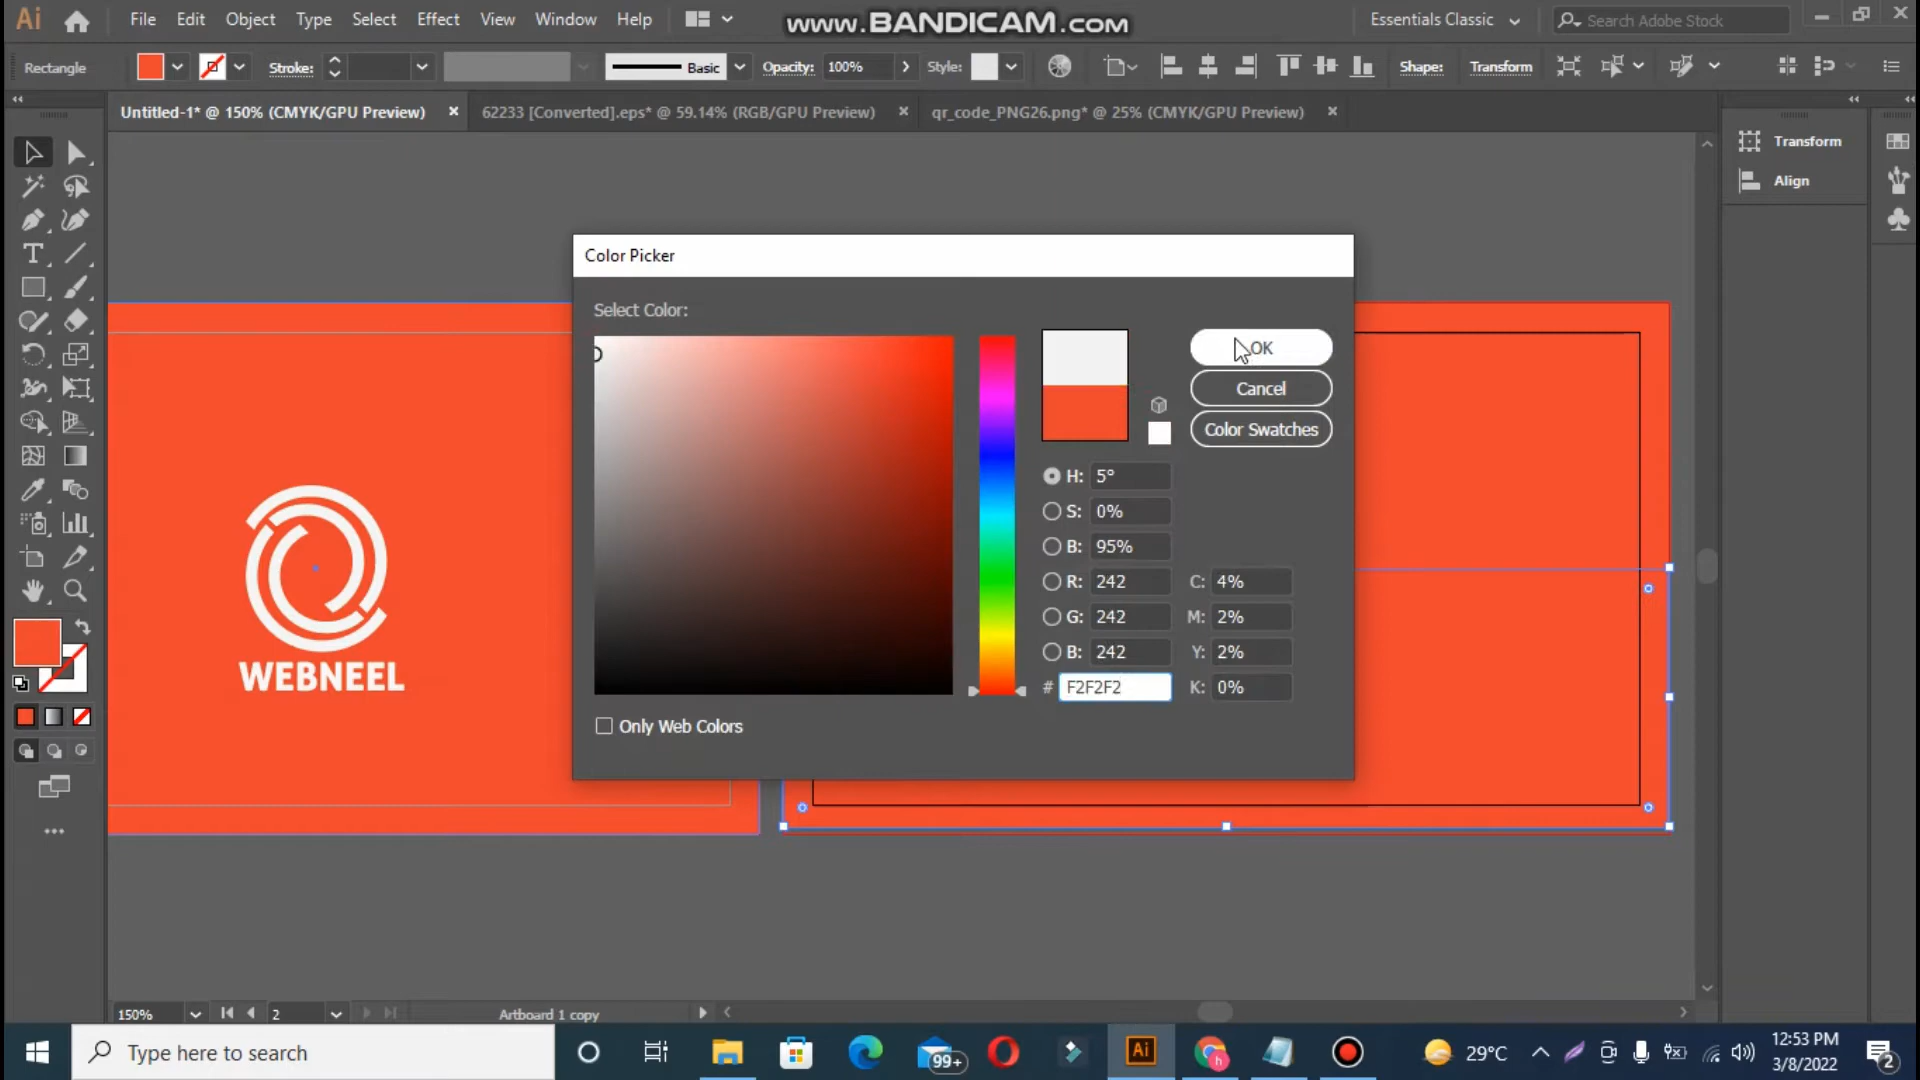 Ai File Edit Object Type Select Effect View Window Help www.BANDICAM.com Essentials Classic Search Adobe Stock
Rectangle Stroke: Basic Opacity: 100% Style: Shape: Transform
Untitled-1* @ 150% (CMYK/GPU Preview) 62233 [Converted].eps* @ 59.14% (RGB/GPU Preview) qr_code_PNG26.png* @ 25% (CMYK/GPU Preview)
Transform
Align
Color Picker
Select Color:
OK
Cancel
Color Swatches
H: 5°
S: 0%
B: 95%
R: 242 C: 4%
G: 242 M: 2%
B: 242 Y: 2%
# F2F2F2 K: 0%
Only Web Colors
WEBNEEL
150% 2 Artboard 1 copy
Type here to search
99+
Ai
h
29°C
12:53 PM
3/8/2022
2